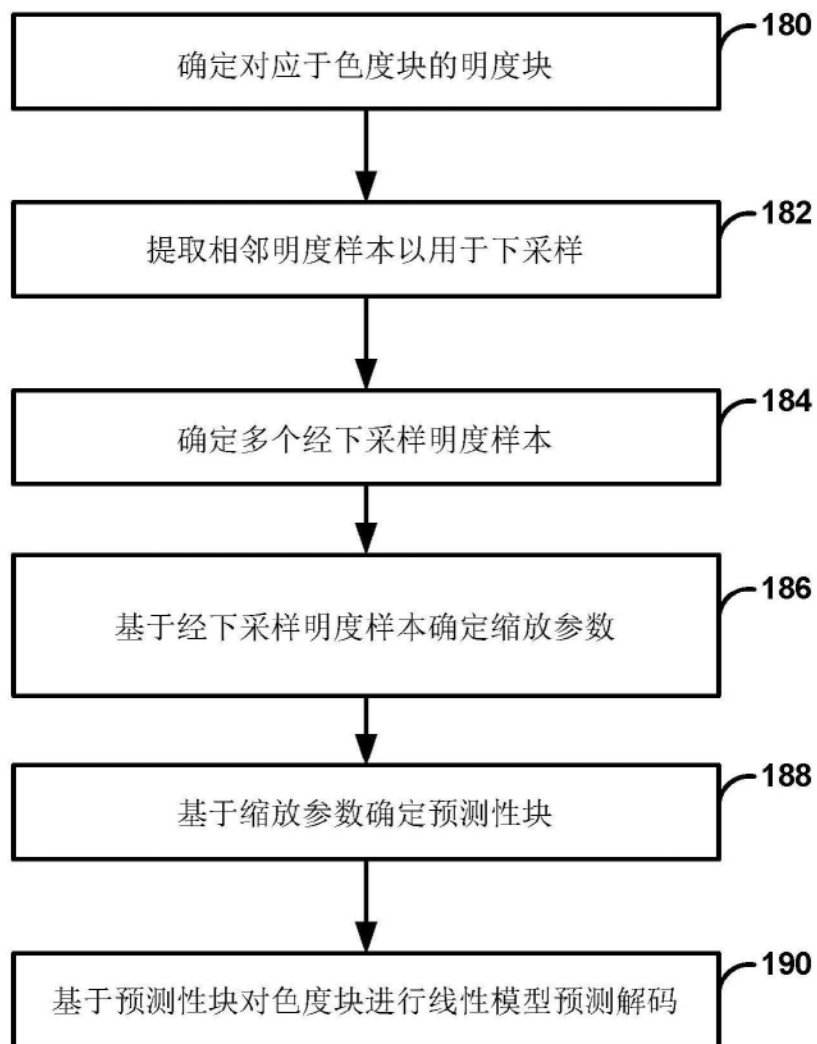 180
确定对应于色度块的明度块
182
提取相邻明度样本以用于下采样
184
确定多个经下采样明度样本
186
基于经下采样明度样本确定缩放参数
188
基于缩放参数确定预测性块
190
基于预测性块对色度块进行线性模型预测解码